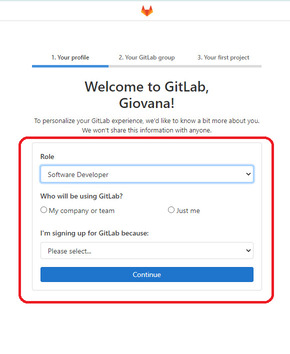 1. Your profile
2. Your GitLab group
3. Your first project
Welcome to GitLab,
Giovana!
To personalize your GitLab experience, we'd like to know a bit more about you.
We won't share this information with anyone.
Role
Software Developer
Who will be using GitLab?
My company or team
Just me
I'm signing up for GitLab because:
Please select...
Continue